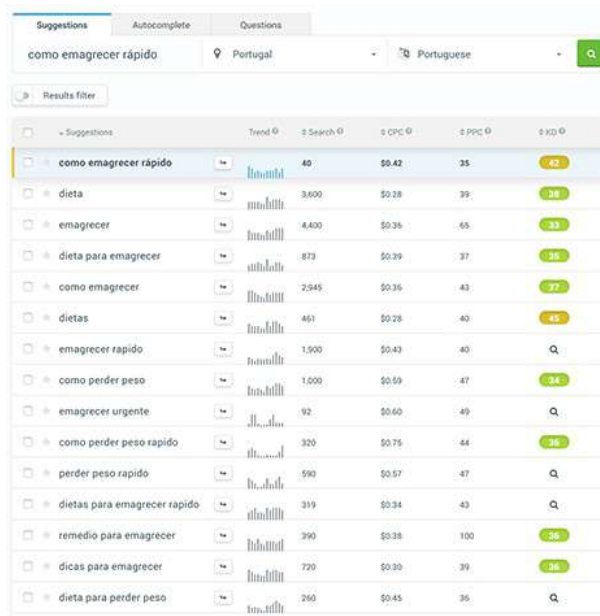 Suggestions Autocomplete Questions
como emagrecer rápido Portugal Portuguese
Results filter
Suggestions Trend Search CPC PPC KD
como emagrecer rápido 40 $0.42 35 42
dieta 3,600 $0.28 39 38
emagrecer 4,400 $0.36 65 33
dieta para emagrecer 873 $0.39 37 35
como emagrecer 2,945 $0.36 43 37
dietas 461 $0.28 40 45
emagrecer rapido 1,900 $0.43 40
como perder peso 1,000 $0.59 47 34
emagrecer urgente 92 $0.60 49
como perder peso rapido 320 $0.75 44 36
perder peso rapido 590 $0.57 47
dietas para emagrecer rapido 319 $0.34 43
remedio para emagrecer 390 $0.38 100 36
dicas para emagrecer 720 $0.30 39 36
dieta para perder peso 260 $0.45 36